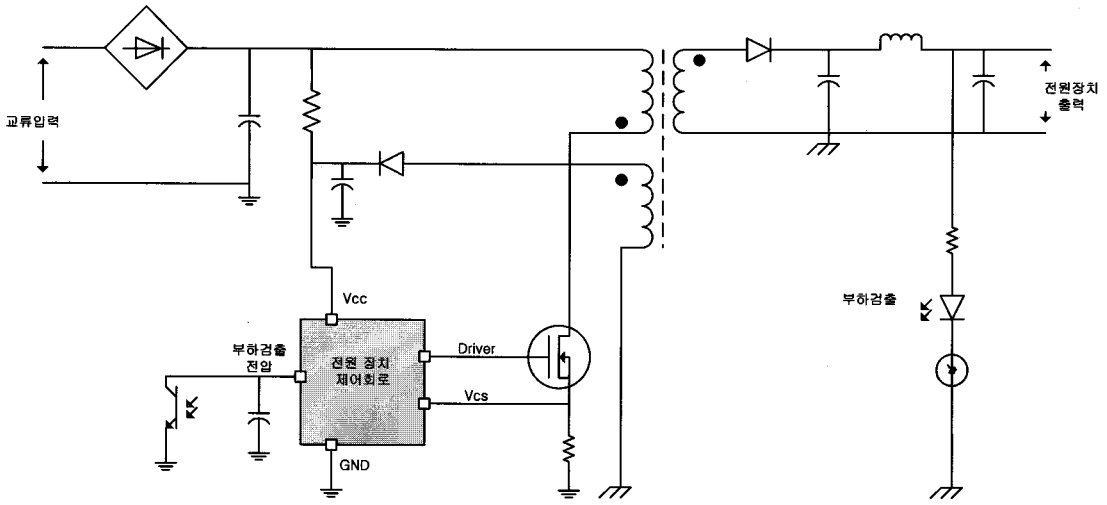 교류입력
전원장치
출력
부하검출
Vcc
부하검출
전압
전원 장치
제어회로
Driver
Vcs
GND